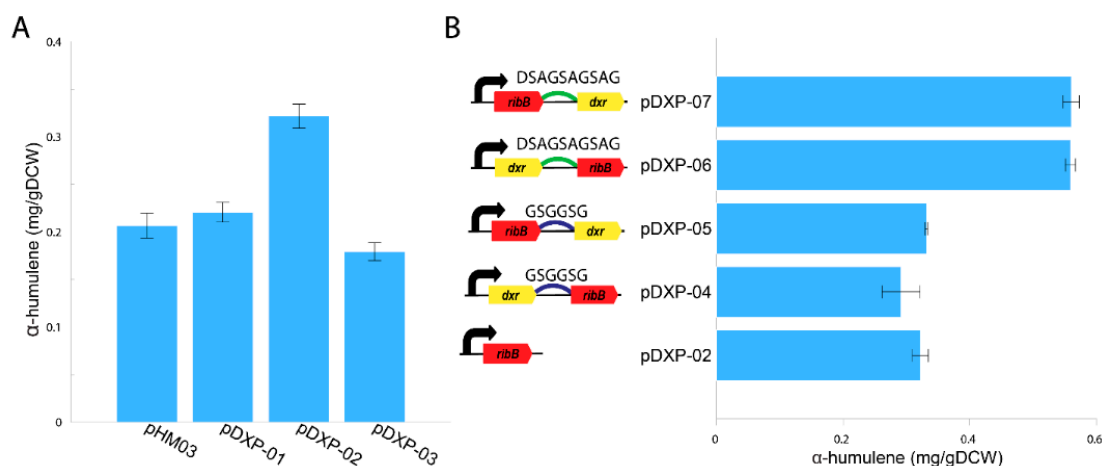 A
α-humulene (mg/gDCW)
0.4
0.3
0.2
0.1
0
pHM03
pDXP-01
pDXP-02
pDXP-03
B
DSAGSAGSAG
ribB dxr
pDXP-07
DSAGSAGSAG
dxr ribB
pDXP-06
GSGGSG
ribB dxr
pDXP-05
GSGGSG
dxr ribB
pDXP-04
ribB
pDXP-02
0 0.2 0.4 0.6
α-humulene (mg/gDCW)